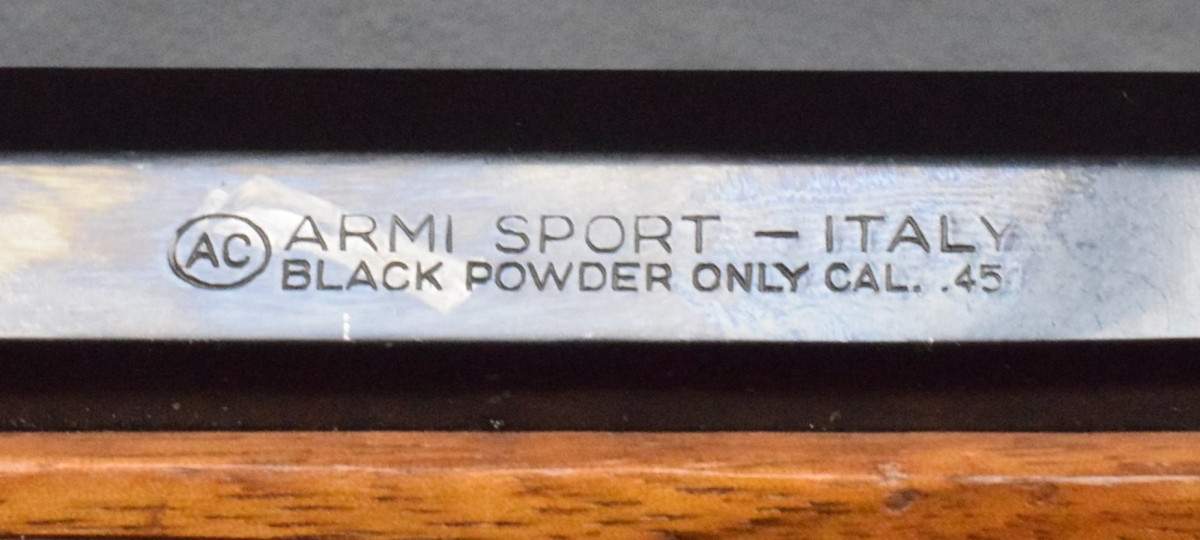 AC ARMI SPORT — ITALY
BLACK POWDER ONLY CAL. .45